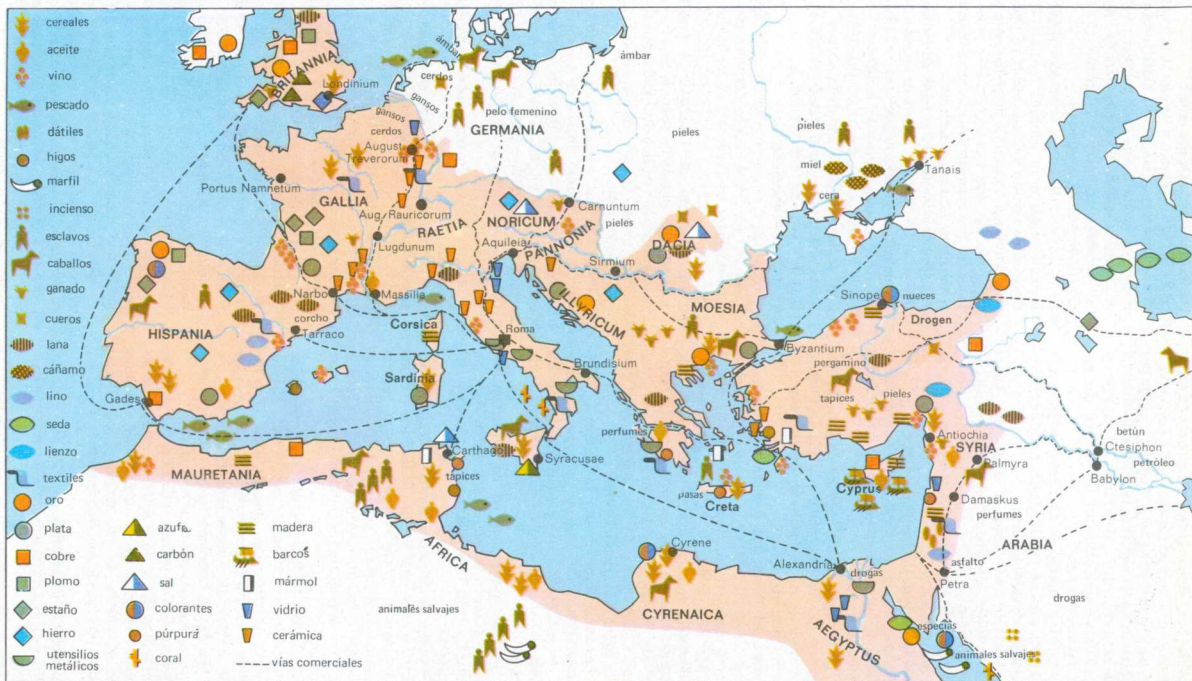 cereales
aceite
vino
pescado
dátiles
higos
marfil
incienso
esclavos
caballos
ganado
cueros
lana
cáñamo
lino
seda
lienzo
textiles
oro
plata
cobre
plomo
estaño
hierro
utensilios
metálicos
carbón
sal
colorantes
púrpura
coral
madera
barcos
mármol
vidrio
cerámica
vías comerciales
BRITANNIA
Londinium
ámbar
ámbar
cerdos
gansos
gansos
cerdos
pelo femenino
GERMANIA
pieles
pieles
miel
cera
Tanais
August
Treverorum
Portus Namnetum
GALLIA
Aug. Rauricorum
RAETIA
NORICUM
Carnuntum
pieles
PANNONIA
DACIA
Lugdunum
Aquileia
Sirmium
Narbo
Massilia
corcho
Tarraco
HISPANIA
Gades
Corsica
Sardinia
Roma
Brundisium
ILLYRICUM
MOESIA
Byzantium
Sinope
nueces
Drogen
pergamino
tapices
pieles
perfumes
Antiochia
SYRIA
Palmyra
betún
Ctesiphon
petróleo
Babylon
Damaskus
perfumes
ARABIA
asfalto
Petra
drogas
Cyprus
pasas
Creta
Syracusae
Carthago
tapices
MAURETANIA
AFRICA
Cyrene
CYRENAICA
Alexandria
drogas
AEGYPTUS
especias
animales salvajes
animales salvajes